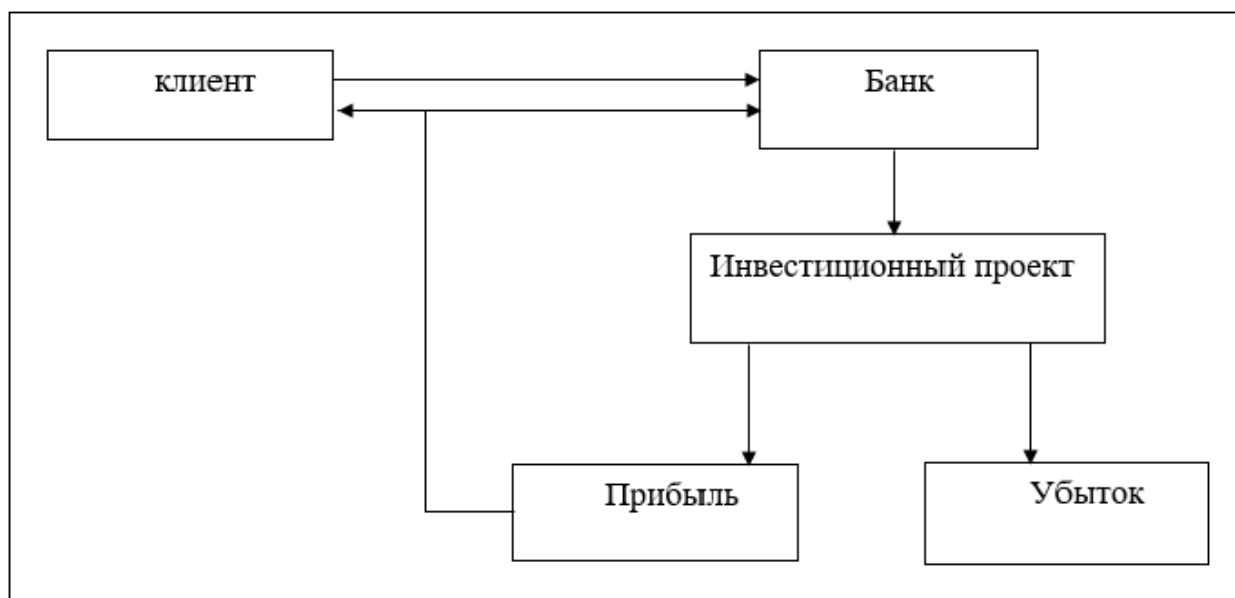 клиент
Банк
Инвестиционный проект
Прибыль
Убыток